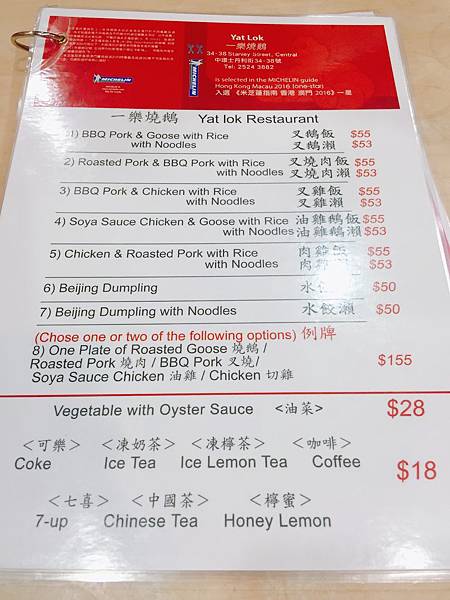 Yat Lok
一樂燒鵝
34-38 Stanley Street, Central
中環士丹利街34-38號
Tel: 2524 3882
is selected in the MICHELIN guide
Hong Kong Macau 2016 (one-star)
入選 《米芝蓮指南 香港 澳門 2016》一星
MICHELIN
一樂燒鵝 Yat lok Restaurant
1) BBQ Pork & Goose with Rice 叉鵝飯 $55
with Noodles 叉鵝瀨 $53
2) Roasted Pork & BBQ Pork with Rice 叉燒肉飯 $55
with Noodles 叉燒肉瀨 $53
3) BBQ Pork & Chicken with Rice 叉雞飯 $55
with Noodles 叉雞瀨 $53
4) Soya Sauce Chicken & Goose with Rice 油雞鵝飯 $55
with Noodles 油雞鵝瀨 $53
5) Chicken & Roasted Pork with Rice 肉雞飯 $55
with Noodles 肉雞瀨 $53
6) Beijing Dumpling 水餃 $50
7) Beijing Dumpling with Noodles 水餃瀨 $50
(Chose one or two of the following options) 例牌
8) One Plate of Roasted Goose 燒鵝 /
Roasted Pork 燒肉 / BBQ Pork 叉燒/ $155
Soya Sauce Chicken 油雞 / Chicken 切雞
Vegetable with Oyster Sauce <油菜> $28
<可樂> <凍奶茶> <凍檸茶> <咖啡>
Coke Ice Tea Ice Lemon Tea Coffee
$18
<七喜> <中國茶> <檸蜜>
7-up Chinese Tea Honey Lemon